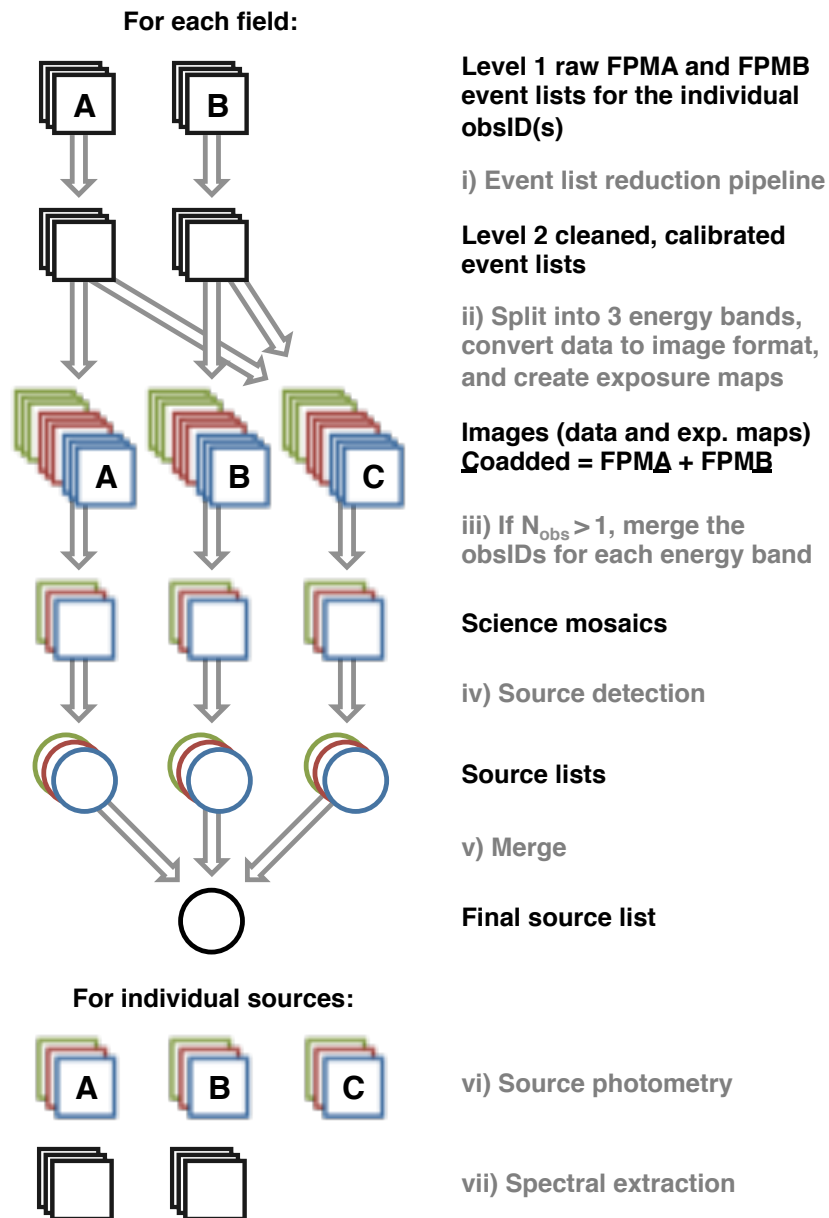 For each field:
A
B
Level 1 raw FPMA and FPMB
event lists for the individual
obsID(s)
i) Event list reduction pipeline
Level 2 cleaned, calibrated
event lists
ii) Split into 3 energy bands,
convert data to image format,
and create exposure maps
A
B
C
Images (data and exp. maps)
Coadded = FPMA + FPMB
iii) If Nobs > 1, merge the
obsIDs for each energy band
Science mosaics
iv) Source detection
Source lists
v) Merge
Final source list
For individual sources:
A
B
C
vi) Source photometry
vii) Spectral extraction